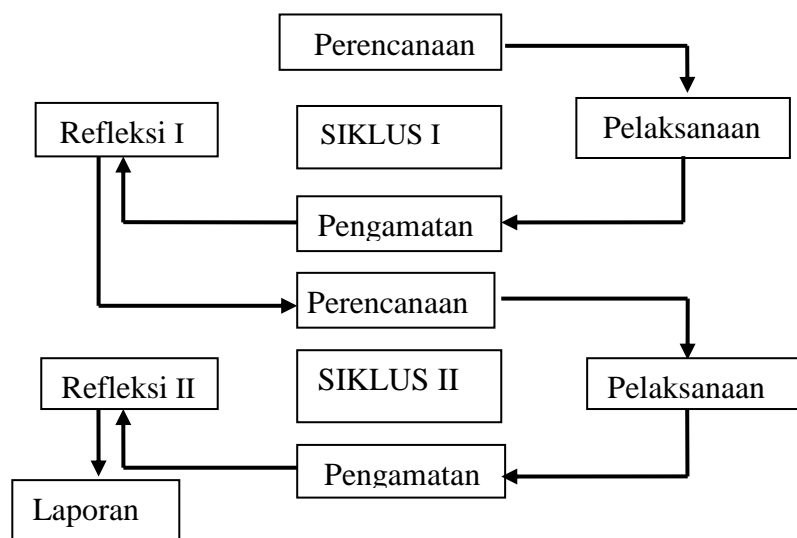 Perencanaan
Refleksi I
SIKLUS I
Pelaksanaan
Pengamatan
Perencanaan
Refleksi II
SIKLUS II
Pelaksanaan
Pengamatan
Laporan